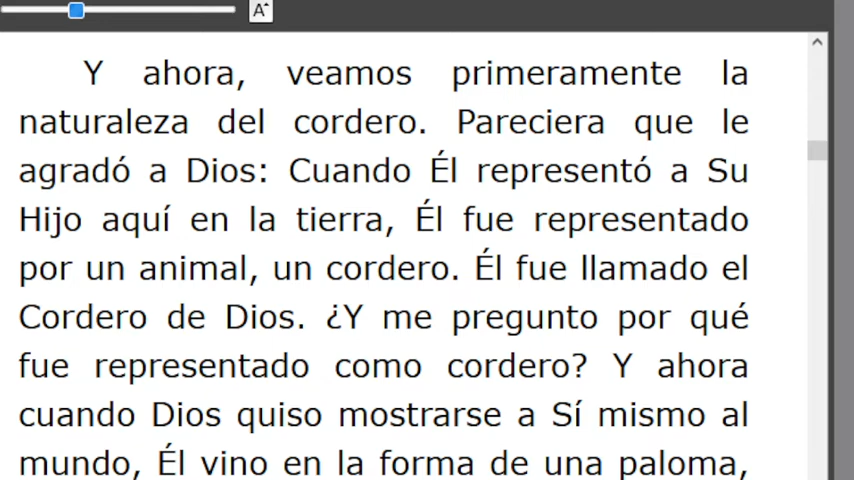 A
Y ahora, veamos primeramente la
naturaleza del cordero. Pareciera que le
agradó a Dios: Cuando Él representó a Su
Hijo aquí en la tierra, Él fue representado
por un animal, un cordero. Él fue llamado el
Cordero de Dios. ¿Y me pregunto por qué
fue representado como cordero? Y ahora
cuando Dios quiso mostrarse a Sí mismo al
mundo, Él vino en la forma de una paloma,